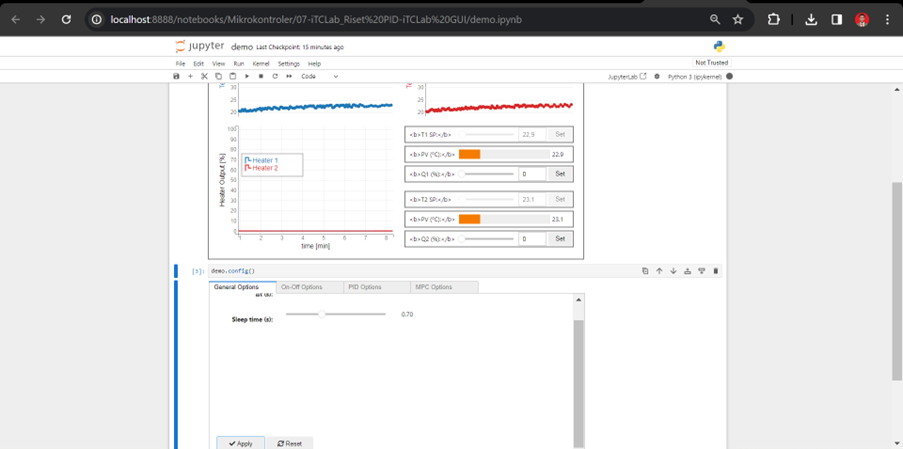 localhost:8888/notebooks/Mikrokontroler/07-iTCLab_Riset%20PID-iTCLab%20GUI/demo.ipynb
jupyter demo Last Checkpoint: 15 minutes ago
File Edit View Run Kernel Settings Help Not Trusted
Code JupyterLab Python 3 (ipykernel)
30 30
25 25
20 20
100
90
80
70
60
50
40
30
20
10
0
Heater Output [%]
Heater 1
Heater 2
1 2 3 4 5 6 7 8
time [min]
<b>T1 SP:</b> 22.9 Set
<b>PV (°C):</b> 22.9
<b>Q1 (%):</b> 0 Set
<b>T2 SP:</b> 23.1 Set
<b>PV (°C):</b> 23.1
<b>Q2 (%):</b> 0 Set
[3]: demo.config()
General Options On-Off Options PID Options MPC Options
Sleep time (s): 0.70
Apply Reset